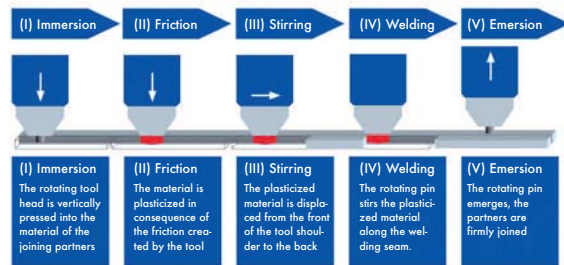 (I) Immersion
(II) Friction
(III) Stirring
(IV) Welding
(V) Emersion
(I) Immersion
The rotating tool
head is vertically
pressed into the
material of the
joining partners
(II) Friction
The material is
plasticized in
consequence of
the friction crea-
ted by the tool
(III) Stirring
The plasticized
material is displa-
ced from the front
of the tool shoul-
der to the back
(IV) Welding
The rotating pin
stirs the plastici-
zed material
along the wel-
ding seam.
(V) Emersion
The rotating pin
emerges, the
partners are
firmly joined